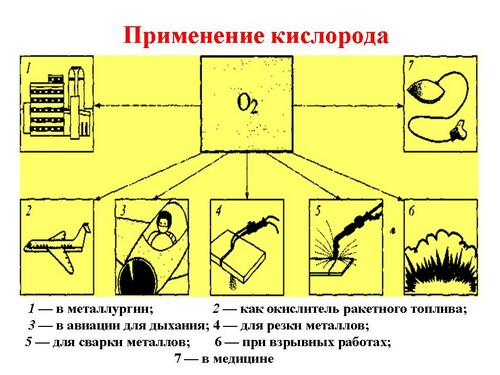 Применение кислорода
1
O2
7
2
3
4
5
4
6
1 — в металлургии; 2 — как окислитель ракетного топлива;
3 — в авиации для дыхания; 4 — для резки металлов;
5 — для сварки металлов; 6 — при взрывных работах;
7 — в медицине